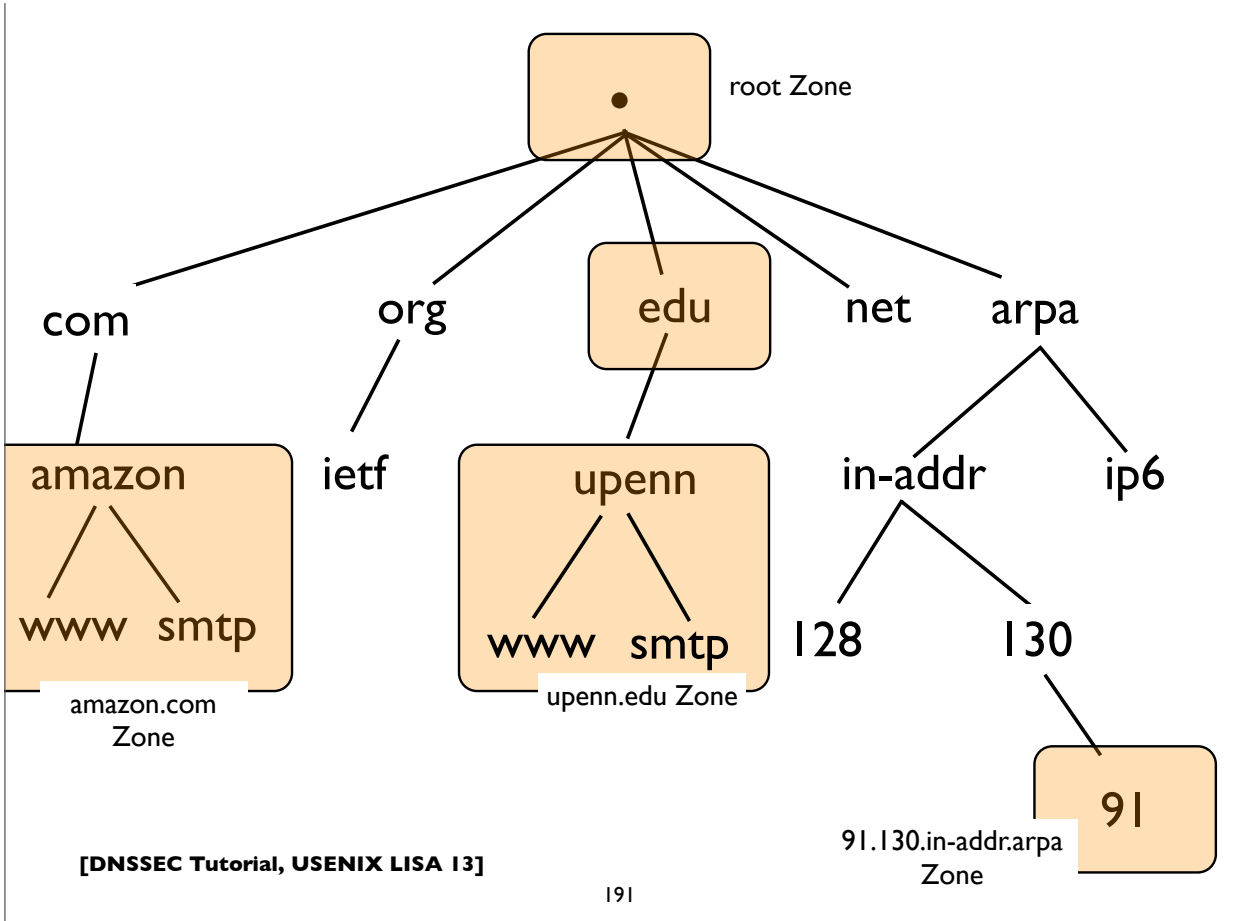 .
root Zone
com
org
edu
net
arpa
amazon
ietf
upenn
in-addr
ip6
www smtp
www smtp
128
130
amazon.com
Zone
upenn.edu Zone
91
91.130.in-addr.arpa
Zone
[DNSSEC Tutorial, USENIX LISA 13]
191